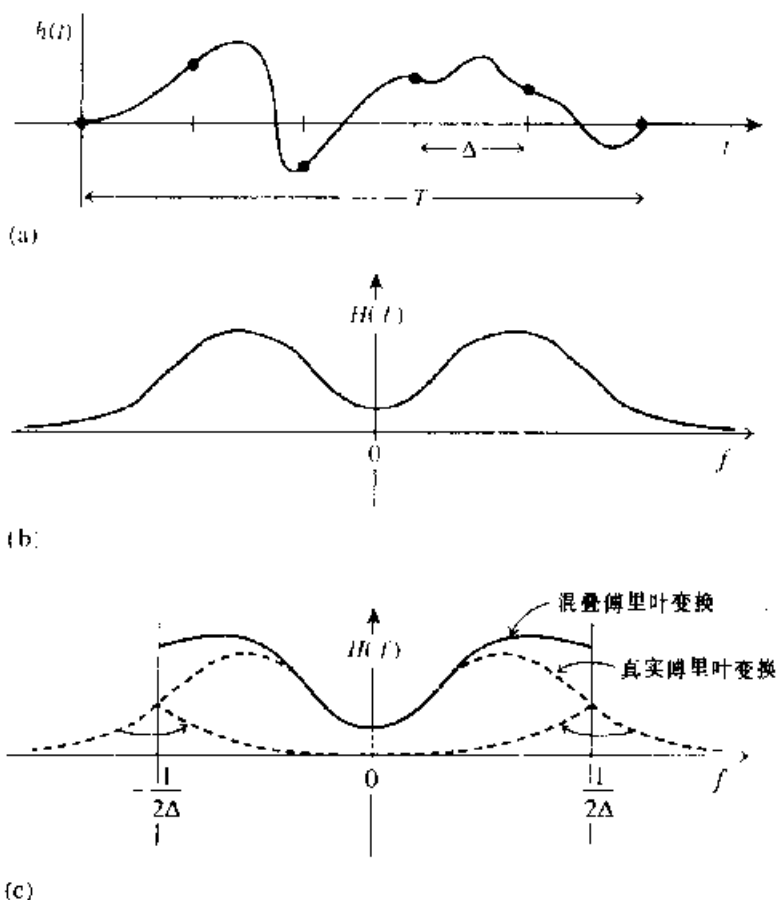 h(t)
Δ
t
T
(a)
H(f)
0
f
(b)
混叠傅里叶变换
H(f)
真实傅里叶变换
-1/2Δ
0
1/2Δ
f
(c)